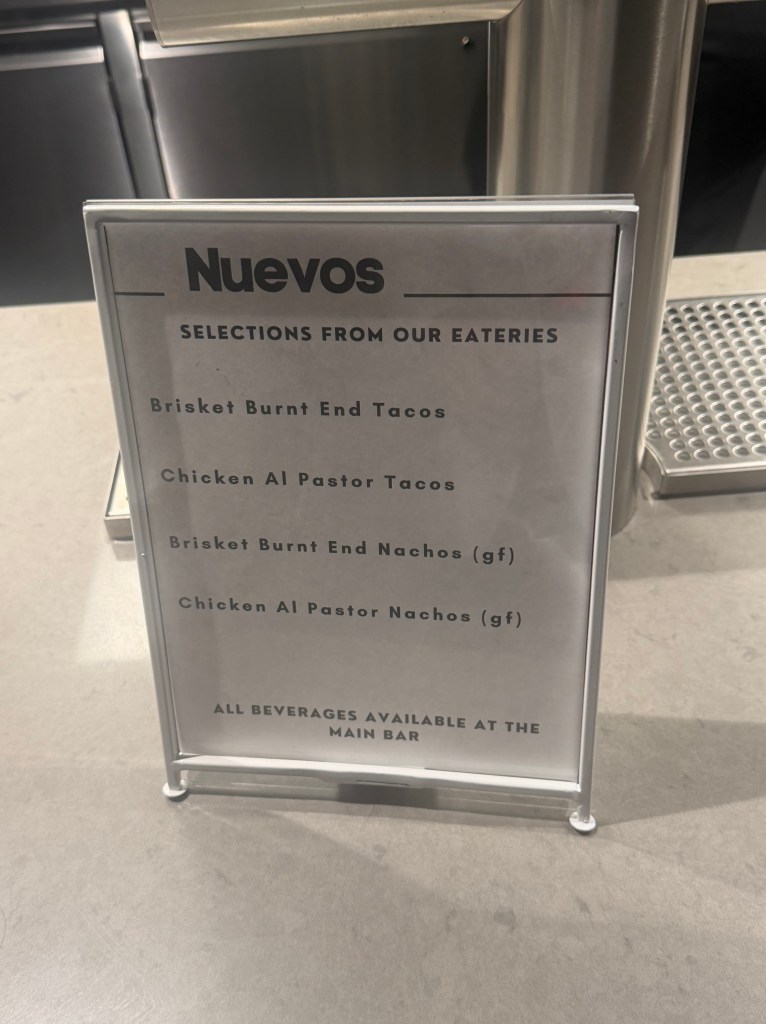 Nuevos
SELECTIONS FROM OUR EATERIES
Brisket Burnt End Tacos
Chicken Al Pastor Tacos
Brisket Burnt End Nachos (gf)
Chicken Al Pastor Nachos (gf)
ALL BEVERAGES AVAILABLE AT THE
MAIN BAR